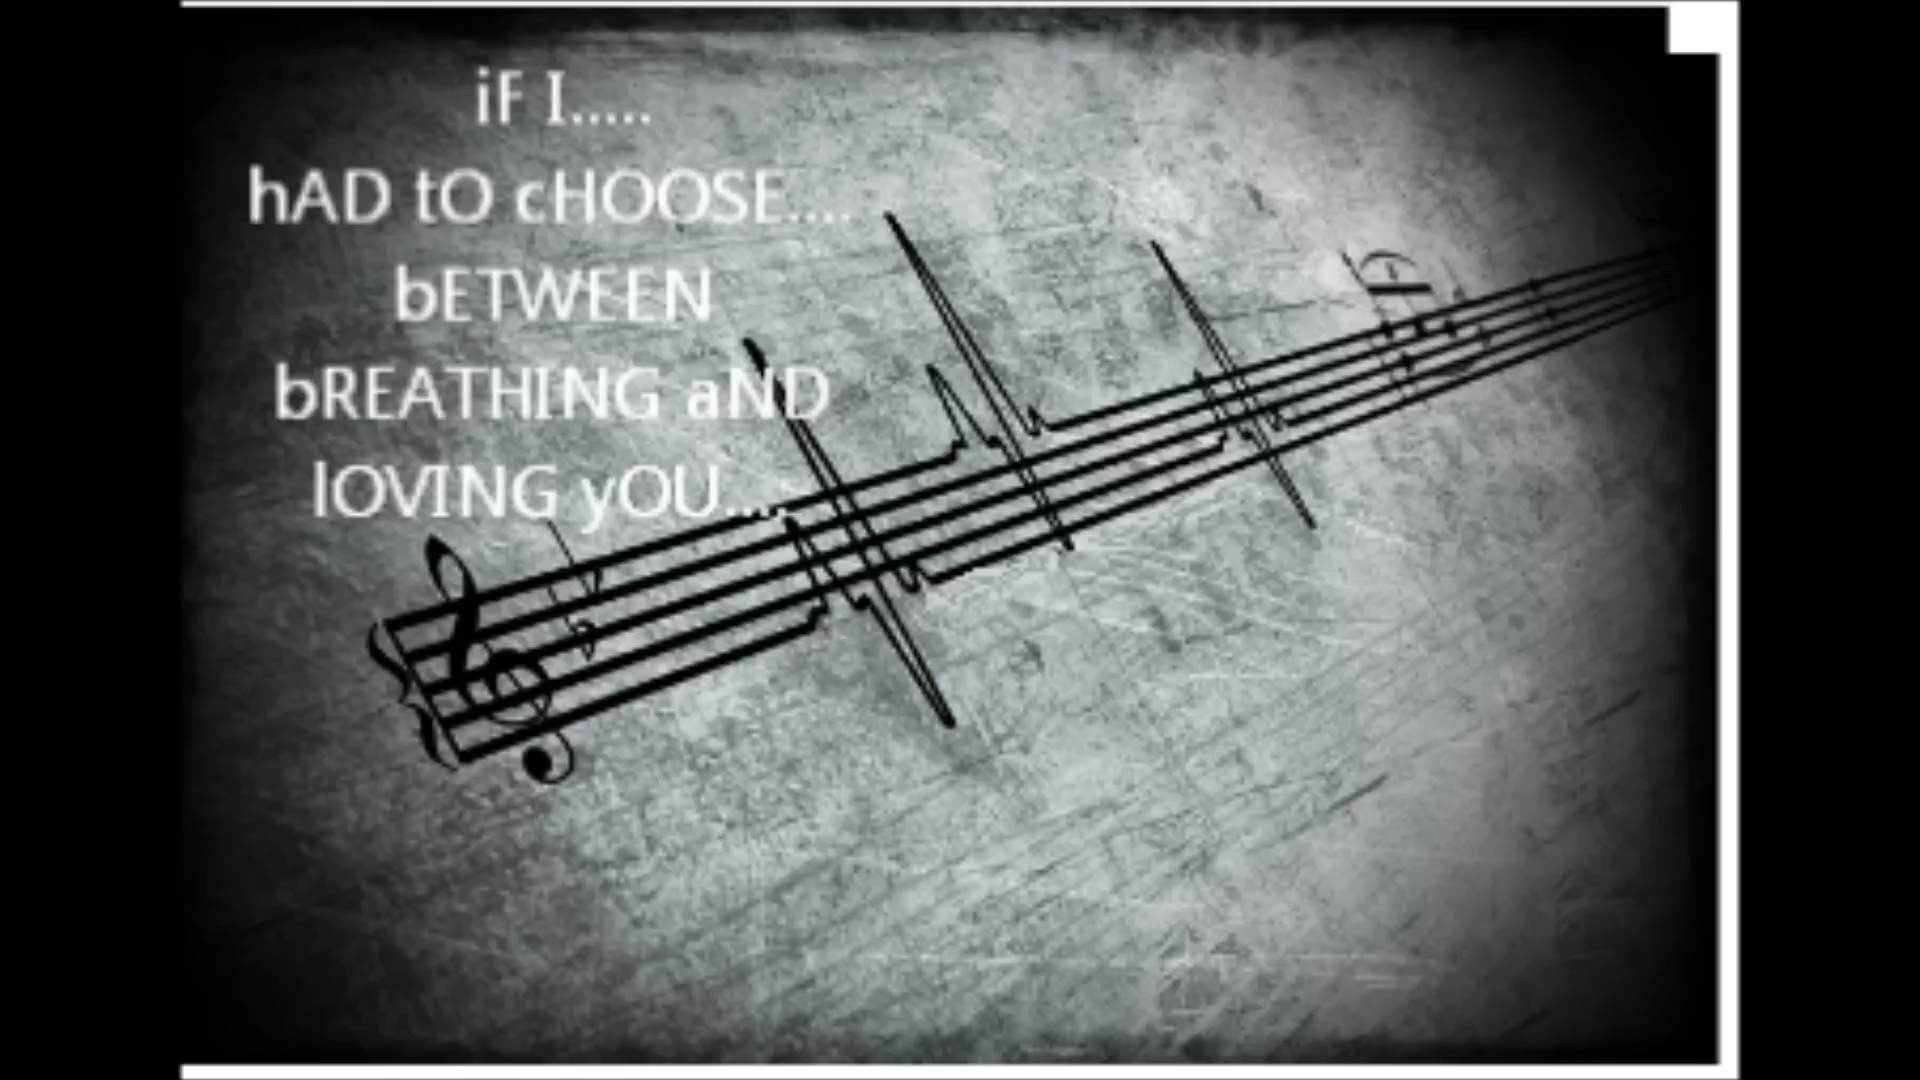 iF I.....
hAD tO cHOOSE....
bETWEEN
bREATHING aND
lOVING yOU....